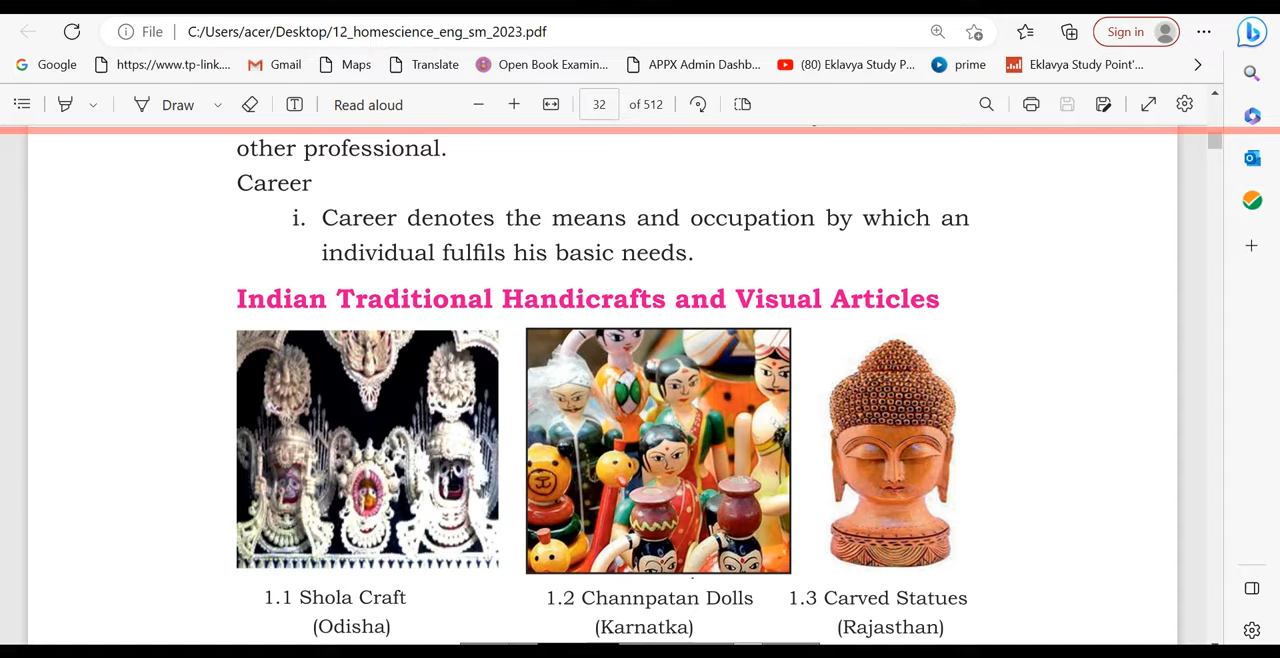 File C:/Users/acer/Desktop/12_homescience_eng_sm_2023.pdf
Sign in
Google https://www.tp-link... Gmail Maps Translate Open Book Examin... APPX Admin Dashb... (80) Eklavya Study P... prime Eklavya Study Point'...
Draw Read aloud 32 of 512
other professional.
Career
i. Career denotes the means and occupation by which an
individual fulfils his basic needs.
Indian Traditional Handicrafts and Visual Articles
1.1 Shola Craft 1.2 Channpatan Dolls 1.3 Carved Statues
(Odisha) (Karnatka) (Rajasthan)